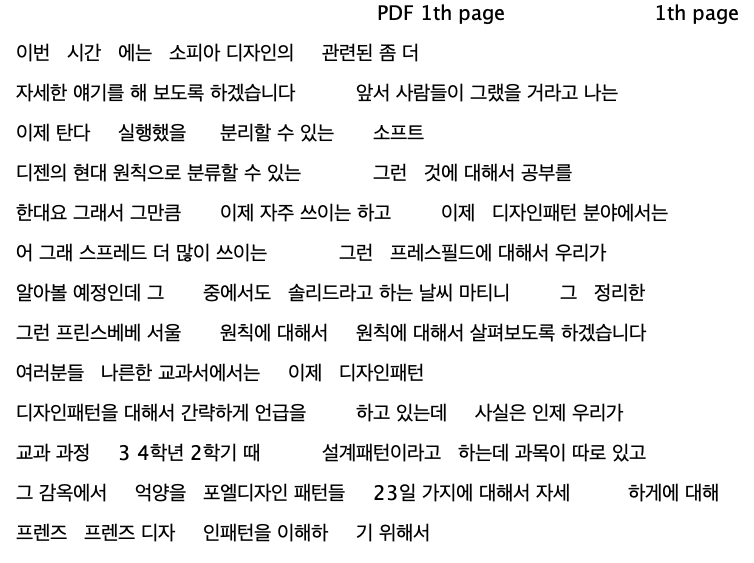 PDF 1th page 1th page
이번 시간 에는 소피아 디자인의 관련된 좀 더
자세한 얘기를 해 보도록 하겠습니다 앞서 사람들이 그랬을 거라고 나는
이제 탄다 실행했을 분리할 수 있는 소프트
디젠의 현대 원칙으로 분류할 수 있는 그런 것에 대해서 공부를
한대요 그래서 그만큼 이제 자주 쓰이는 하고 이제 디자인패턴 분야에서는
어 그래 스프레드 더 많이 쓰이는 그런 프레스필드에 대해서 우리가
알아볼 예정인데 그 중에서도 솔리드라고 하는 날씨 마티니 그 정리한
그런 프린스베베 서울 원칙에 대해서 원칙에 대해서 살펴보도록 하겠습니다
여러분들 나른한 교과서에서는 이제 디자인패턴
디자인패턴을 대해서 간략하게 언급을 하고 있는데 사실은 인제 우리가
교과 과정 3 4학년 2학기 때 설계패턴이라고 하는데 과목이 따로 있고
그 감옥에서 억양을 포엘디자인 패턴들 23일 가지에 대해서 자세 하게에 대해
프렌즈 프렌즈 디자 인패턴을 이해하 기 위해서